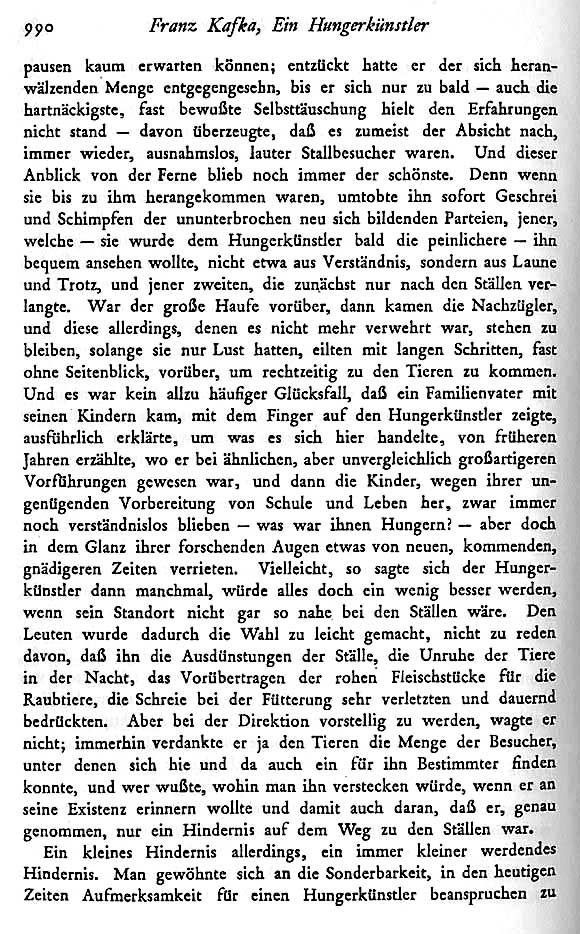 990 Franz Kafka, Ein Hungerkünstler
pausen kaum erwarten können; entzückt hatte er der sich heran-
wälzenden Menge entgegengesehn, bis er sich nur zu bald — auch die
hartnäckigste, fast bewußte Selbsttäuschung hielt den Erfahrungen
nicht stand — davon überzeugte, daß es zumeist der Absicht nach,
immer wieder, ausnahmslos, lauter Stallbesucher waren. Und dieser
Anblick von der Ferne blieb noch immer der schönste. Denn wenn
sie bis zu ihm herangekommen waren, umtobte ihn sofort Geschrei
und Schimpfen der ununterbrochen neu sich bildenden Parteien, jener,
welche — sie wurde dem Hungerkünstler bald die peinlichere — ihn
bequem ansehen wollte, nicht etwa aus Verständnis, sondern aus Laune
und Trotz, und jener zweiten, die zunächst nur nach den Ställen ver-
langte. War der große Haufe vorüber, dann kamen die Nachzügler,
und diese allerdings, denen es nicht mehr verwehrt war, stehen zu
bleiben, solange sie nur Lust hatten, eilten mit langen Schritten, fast
ohne Seitenblick, vorüber, um rechtzeitig zu den Tieren zu kommen.
Und es war kein allzu häufiger Glücksfall, daß ein Familienvater mit
seinen Kindern kam, mit dem Finger auf den Hungerkünstler zeigte,
ausführlich erklärte, um was es sich hier handelte, von früheren
Jahren erzählte, wo er bei ähnlichen, aber unvergleichlich großartigeren
Vorführungen gewesen war, und dann die Kinder, wegen ihrer un-
genügenden Vorbereitung von Schule und Leben her, zwar immer
noch verständnislos blieben — was war ihnen Hungern? — aber doch
in dem Glanz ihrer forschenden Augen etwas von neuen, kommenden,
gnädigeren Zeiten verrieten. Vielleicht, so sagte sich der Hunger-
künstler dann manchmal, würde alles doch ein wenig besser werden,
wenn sein Standort nicht gar so nahe bei den Ställen wäre. Den
Leuten wurde dadurch die Wahl zu leicht gemacht, nicht zu reden
davon, daß ihn die Ausdünstungen der Ställe, die Unruhe der Tiere
in der Nacht, das Vorübertragen der rohen Fleischstücke für die
Raubtiere, die Schreie bei der Fütterung sehr verletzten und dauernd
bedrückten. Aber bei der Direktion vorstellig zu werden, wagte er
nicht; immerhin verdankte er ja den Tieren die Menge der Besucher,
unter denen sich hie und da auch ein für ihn Bestimmter finden
konnte, und wer wußte, wohin man ihn verstecken würde, wenn er an
seine Existenz erinnern wollte und damit auch daran, daß er, genau
genommen, nur ein Hindernis auf dem Weg zu den Ställen war.
Ein kleines Hindernis allerdings, ein immer kleiner werdendes
Hindernis. Man gewöhnte sich an die Sonderbarkeit, in den heutigen
Zeiten Aufmerksamkeit für einen Hungerkünstler beanspruchen zu